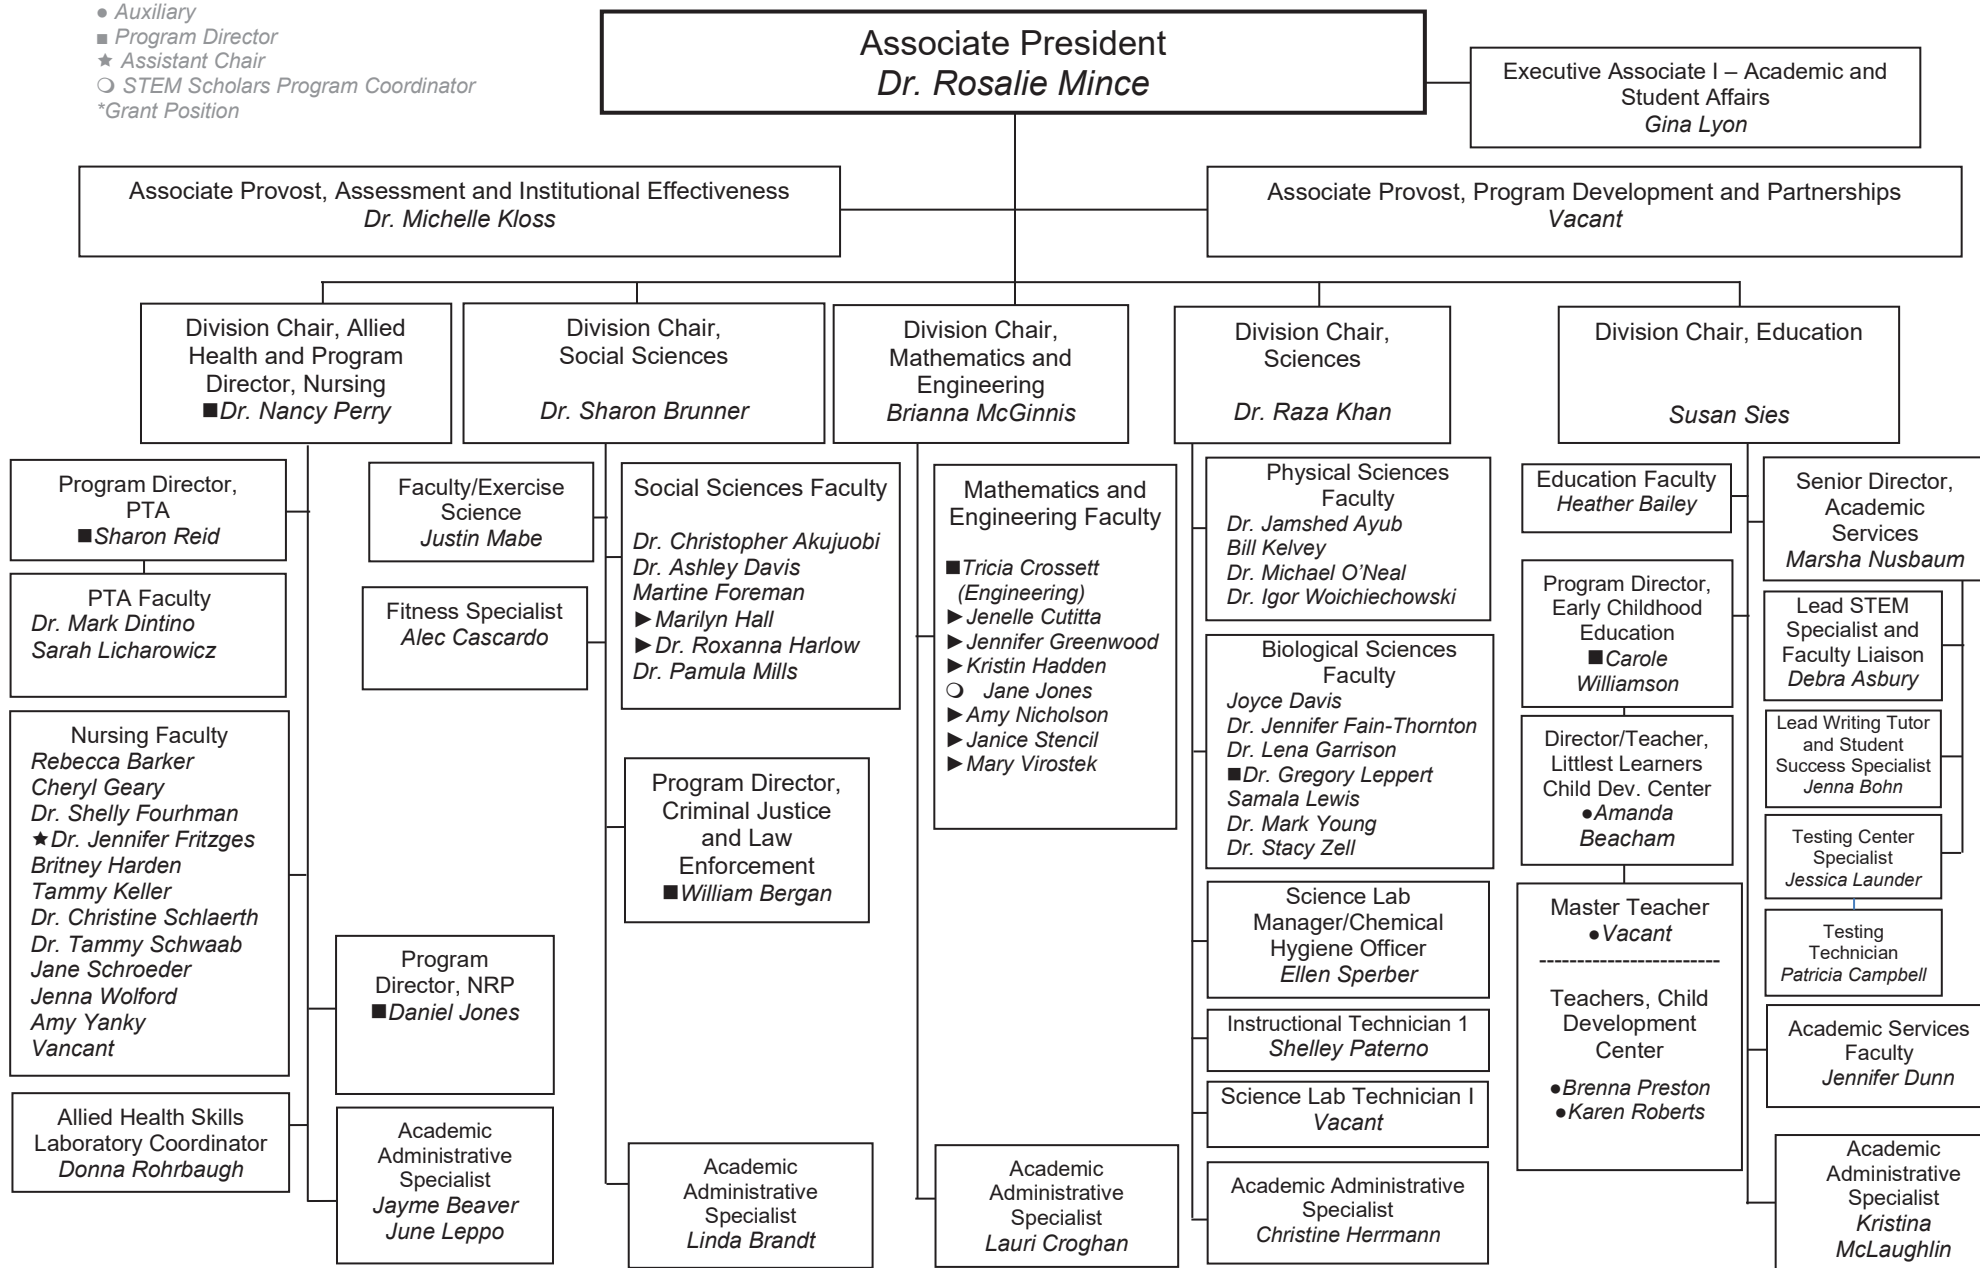 ● Auxiliary
■ Program Director
★ Assistant Chair
❍ STEM Scholars Program Coordinator
*Grant Position
Associate President
Dr. Rosalie Mince
Executive Associate I – Academic and
Student Affairs
Gina Lyon
Associate Provost, Assessment and Institutional Effectiveness
Dr. Michelle Kloss
Associate Provost, Program Development and Partnerships
Vacant
Division Chair, Allied
Health and Program
Director, Nursing
■Dr. Nancy Perry
Division Chair,
Social Sciences
Dr. Sharon Brunner
Division Chair,
Mathematics and
Engineering
Brianna McGinnis
Division Chair,
Sciences
Dr. Raza Khan
Division Chair, Education
Susan Sies
Program Director,
PTA
■Sharon Reid
PTA Faculty
Dr. Mark Dintino
Sarah Licharowicz
Nursing Faculty
Rebecca Barker
Cheryl Geary
Dr. Shelly Fourhman
★Dr. Jennifer Fritzges
Britney Harden
Tammy Keller
Dr. Christine Schlaerth
Dr. Tammy Schwaab
Jane Schroeder
Jenna Wolford
Amy Yanky
Vancant
Allied Health Skills
Laboratory Coordinator
Donna Rohrbaugh
Program
Director, NRP
■Daniel Jones
Academic
Administrative
Specialist
Jayme Beaver
June Leppo
Faculty/Exercise
Science
Justin Mabe
Fitness Specialist
Alec Cascardo
Social Sciences Faculty
Dr. Christopher Akujuobi
Dr. Ashley Davis
Martine Foreman
►Marilyn Hall
►Dr. Roxanna Harlow
Dr. Pamula Mills
Program Director,
Criminal Justice
and Law
Enforcement
■William Bergan
Academic
Administrative
Specialist
Linda Brandt
Mathematics and
Engineering Faculty
■Tricia Crossett
(Engineering)
►Jenelle Cutitta
►Jennifer Greenwood
►Kristin Hadden
❍ Jane Jones
►Amy Nicholson
►Janice Stencil
►Mary Virostek
Academic
Administrative
Specialist
Lauri Croghan
Physical Sciences
Faculty
Dr. Jamshed Ayub
Bill Kelvey
Dr. Michael O’Neal
Dr. Igor Woichiechowski
Biological Sciences
Faculty
Joyce Davis
Dr. Jennifer Fain-Thornton
Dr. Lena Garrison
■Dr. Gregory Leppert
Samala Lewis
Dr. Mark Young
Dr. Stacy Zell
Science Lab
Manager/Chemical
Hygiene Officer
Ellen Sperber
Instructional Technician 1
Shelley Paterno
Science Lab Technician I
Vacant
Academic Administrative
Specialist
Christine Herrmann
Education Faculty
Heather Bailey
Program Director,
Early Childhood
Education
■Carole
Williamson
Director/Teacher,
Littlest Learners
Child Dev. Center
●Amanda
Beacham
Master Teacher
●Vacant
------------------------
Teachers, Child
Development
Center
●Brenna Preston
●Karen Roberts
Senior Director,
Academic
Services
Marsha Nusbaum
Lead STEM
Specialist and
Faculty Liaison
Debra Asbury
Lead Writing Tutor
and Student
Success Specialist
Jenna Bohn
Testing Center
Specialist
Jessica Launder
Testing
Technician
Patricia Campbell
Academic Services
Faculty
Jennifer Dunn
Academic
Administrative
Specialist
Kristina
McLaughlin